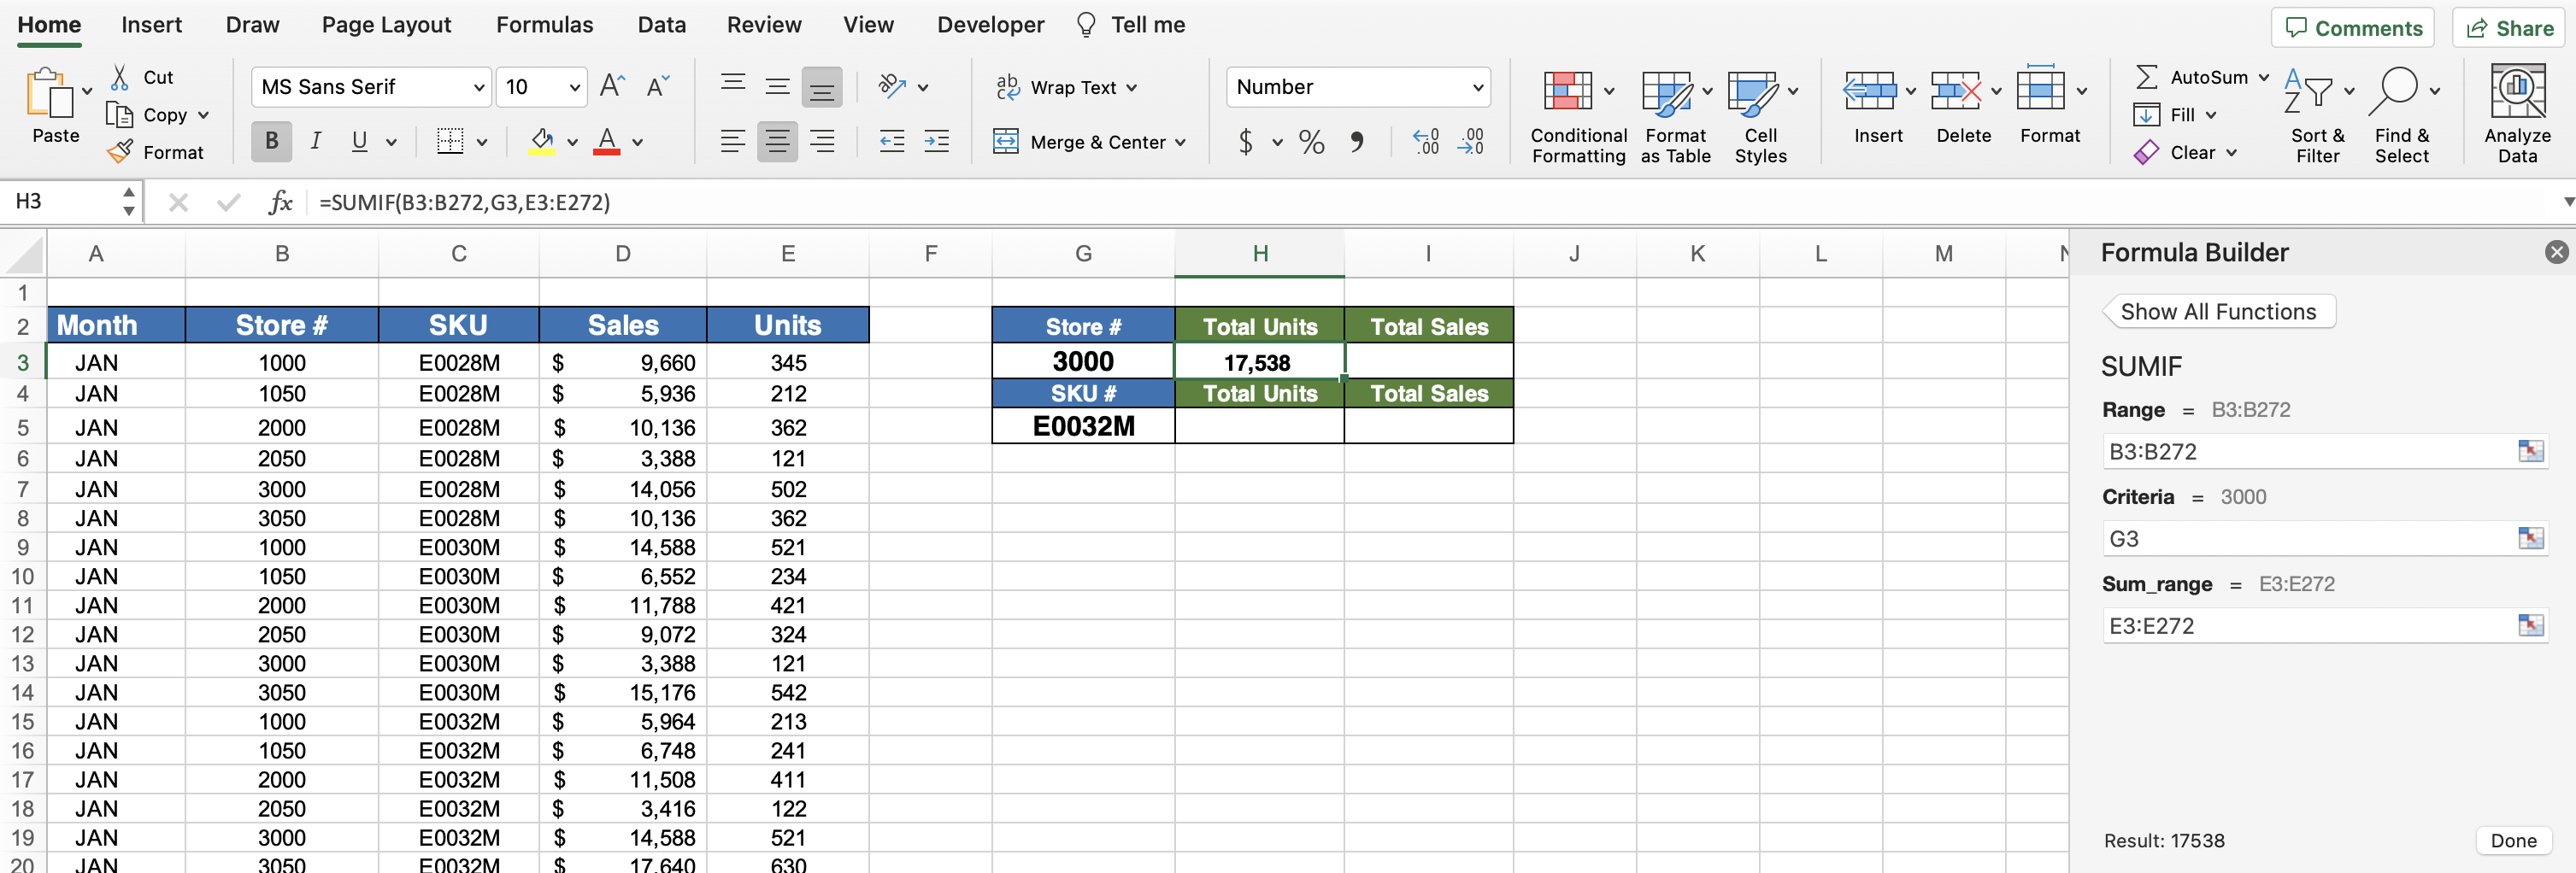 Home Insert Draw Page Layout Formulas Data Review View Developer Tell me Comments Share
Cut
Copy
Format
Paste
MS Sans Serif 10 A A
B I U A
Wrap Text
Merge & Center
Number
$ % , .0 .00 .00 .0
Conditional Formatting
Format as Table
Cell Styles
Insert Delete Format
AutoSum
Fill
Clear
Sort & Filter
Find & Select
Analyze Data
H3 fx =SUMIF(B3:B272,G3,E3:E272)
A B C D E F G H I J K L M N
1
2 Month Store # SKU Sales Units Store # Total Units Total Sales
3 JAN 1000 E0028M $ 9,660 345 3000 17,538
4 JAN 1050 E0028M $ 5,936 212 SKU # Total Units Total Sales
5 JAN 2000 E0028M $ 10,136 362 E0032M
6 JAN 2050 E0028M $ 3,388 121
7 JAN 3000 E0028M $ 14,056 502
8 JAN 3050 E0028M $ 10,136 362
9 JAN 1000 E0030M $ 14,588 521
10 JAN 1050 E0030M $ 6,552 234
11 JAN 2000 E0030M $ 11,788 421
12 JAN 2050 E0030M $ 9,072 324
13 JAN 3000 E0030M $ 3,388 121
14 JAN 3050 E0030M $ 15,176 542
15 JAN 1000 E0032M $ 5,964 213
16 JAN 1050 E0032M $ 6,748 241
17 JAN 2000 E0032M $ 11,508 411
18 JAN 2050 E0032M $ 3,416 122
19 JAN 3000 E0032M $ 14,588 521
20 JAN 3050 E0032M $ 17,640 630
Formula Builder
Show All Functions
SUMIF
Range = B3:B272
B3:B272
Criteria = 3000
G3
Sum_range = E3:E272
E3:E272
Result: 17538
Done